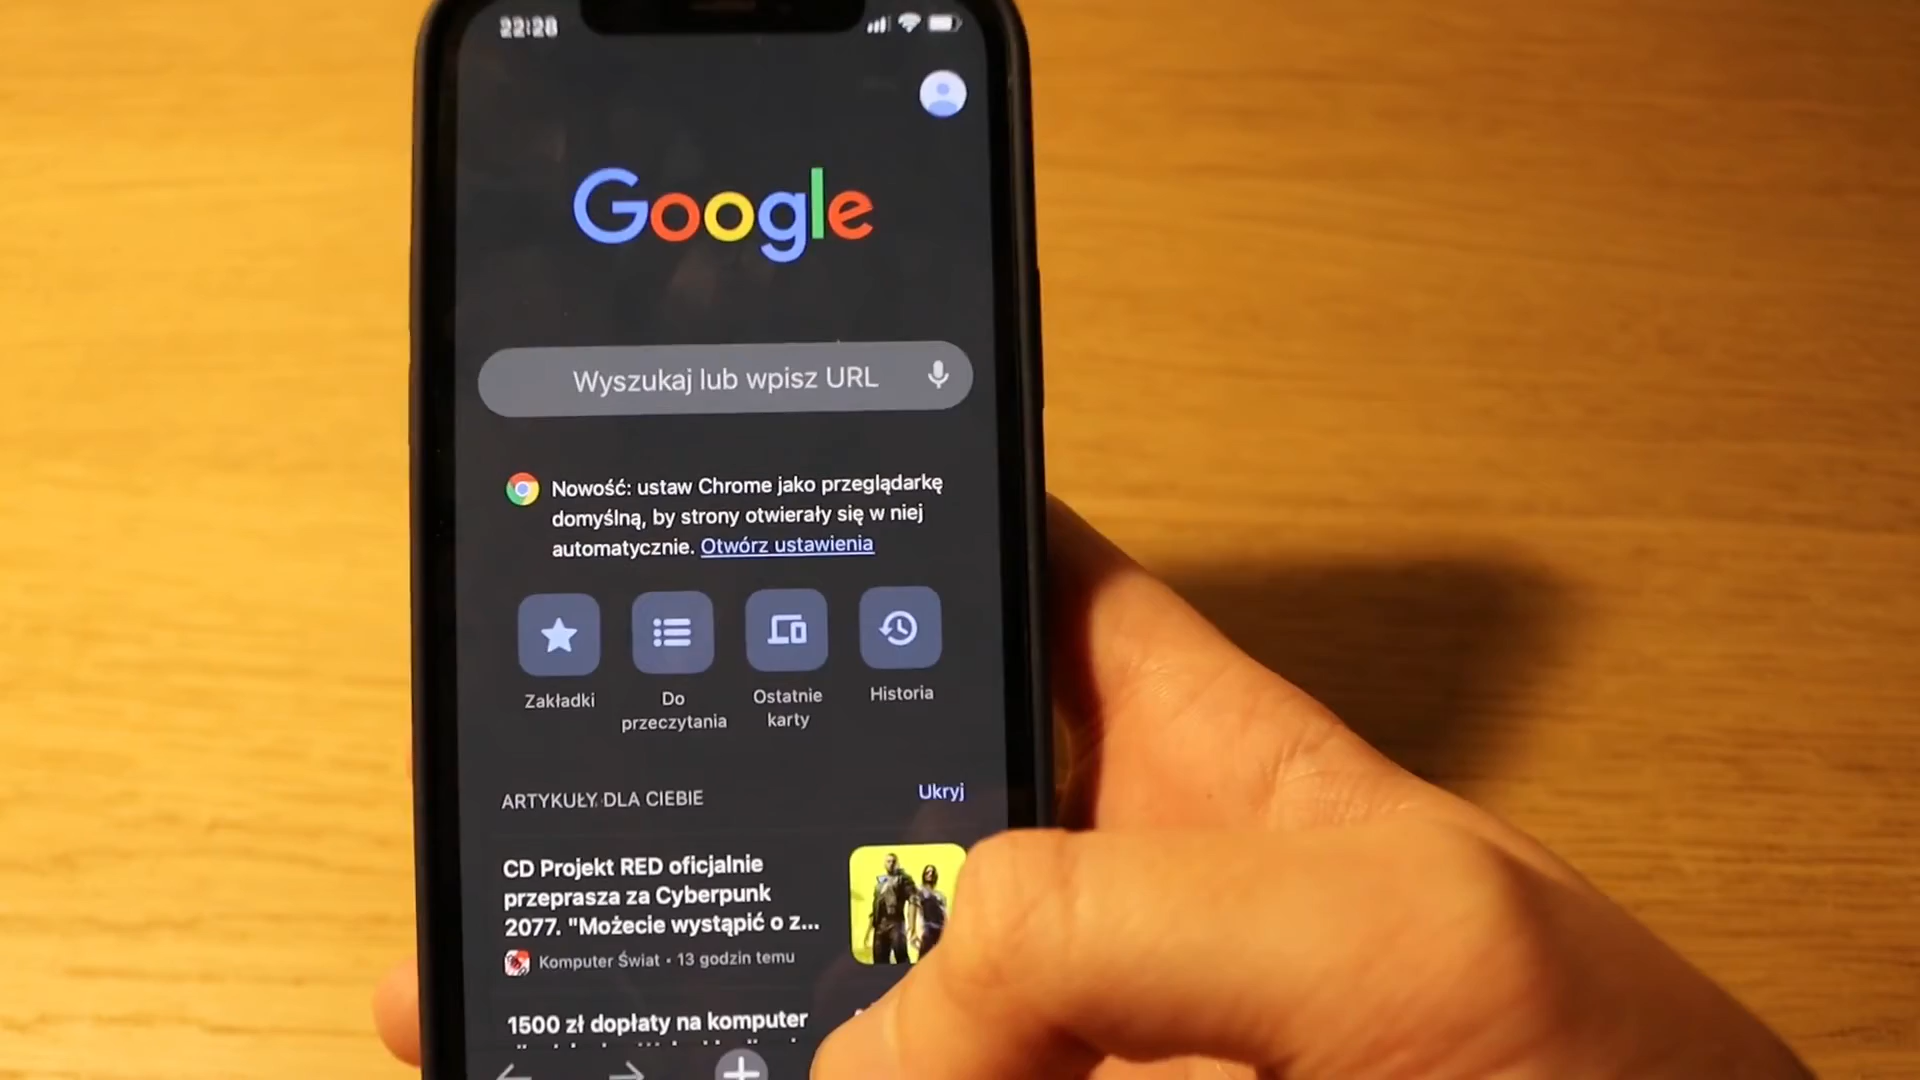 22:28
Google
Wyszukaj lub wpisz URL
Nowość: ustaw Chrome jako przeglądarkę
domyślną, by strony otwierały się w niej
automatycznie. Otwórz ustawienia
Zakładki
Do
przeczytania
Ostatnie
karty
Historia
ARTYKUŁY DLA CIEBIE
Ukryj
CD Projekt RED oficjalnie
przeprasza za Cyberpunk
2077. "Możecie wystąpić o z...
Komputer Świat • 13 godzin temu
1500 zł dopłaty na komputer